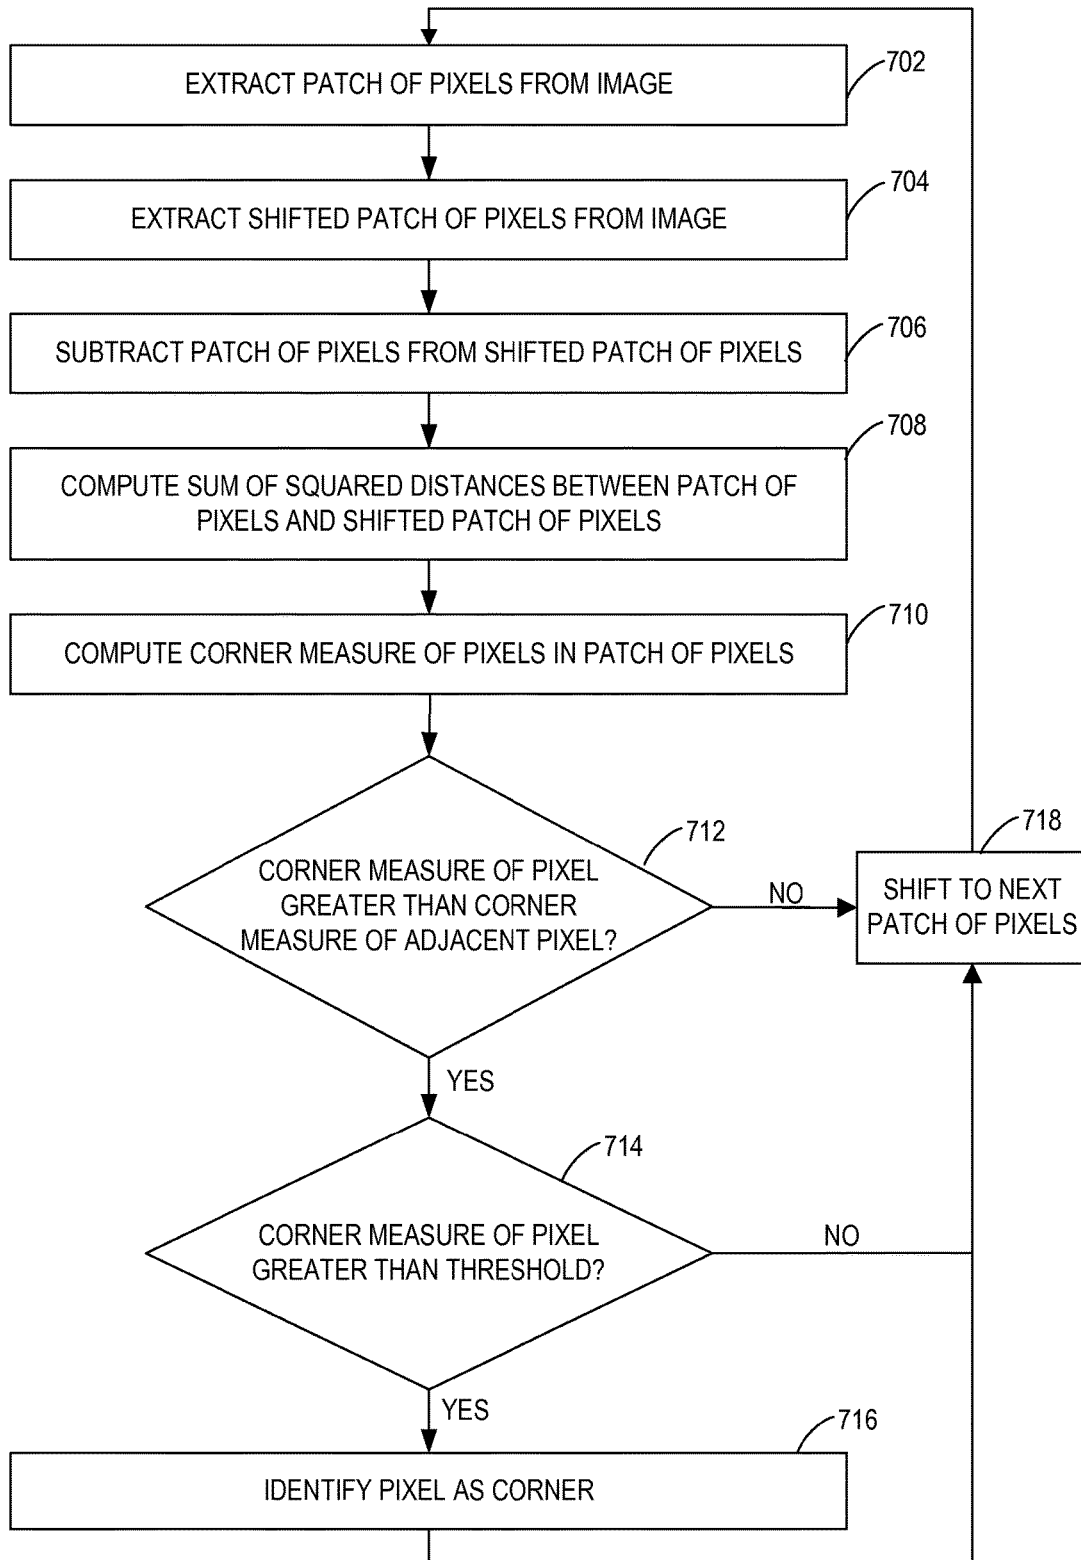 EXTRACT PATCH OF PIXELS FROM IMAGE
702
EXTRACT SHIFTED PATCH OF PIXELS FROM IMAGE
704
SUBTRACT PATCH OF PIXELS FROM SHIFTED PATCH OF PIXELS
706
COMPUTE SUM OF SQUARED DISTANCES BETWEEN PATCH OF
PIXELS AND SHIFTED PATCH OF PIXELS
708
COMPUTE CORNER MEASURE OF PIXELS IN PATCH OF PIXELS
710
CORNER MEASURE OF PIXEL
GREATER THAN CORNER
MEASURE OF ADJACENT PIXEL?
712
NO
SHIFT TO NEXT
PATCH OF PIXELS
718
YES
CORNER MEASURE OF PIXEL
GREATER THAN THRESHOLD?
714
NO
YES
IDENTIFY PIXEL AS CORNER
716